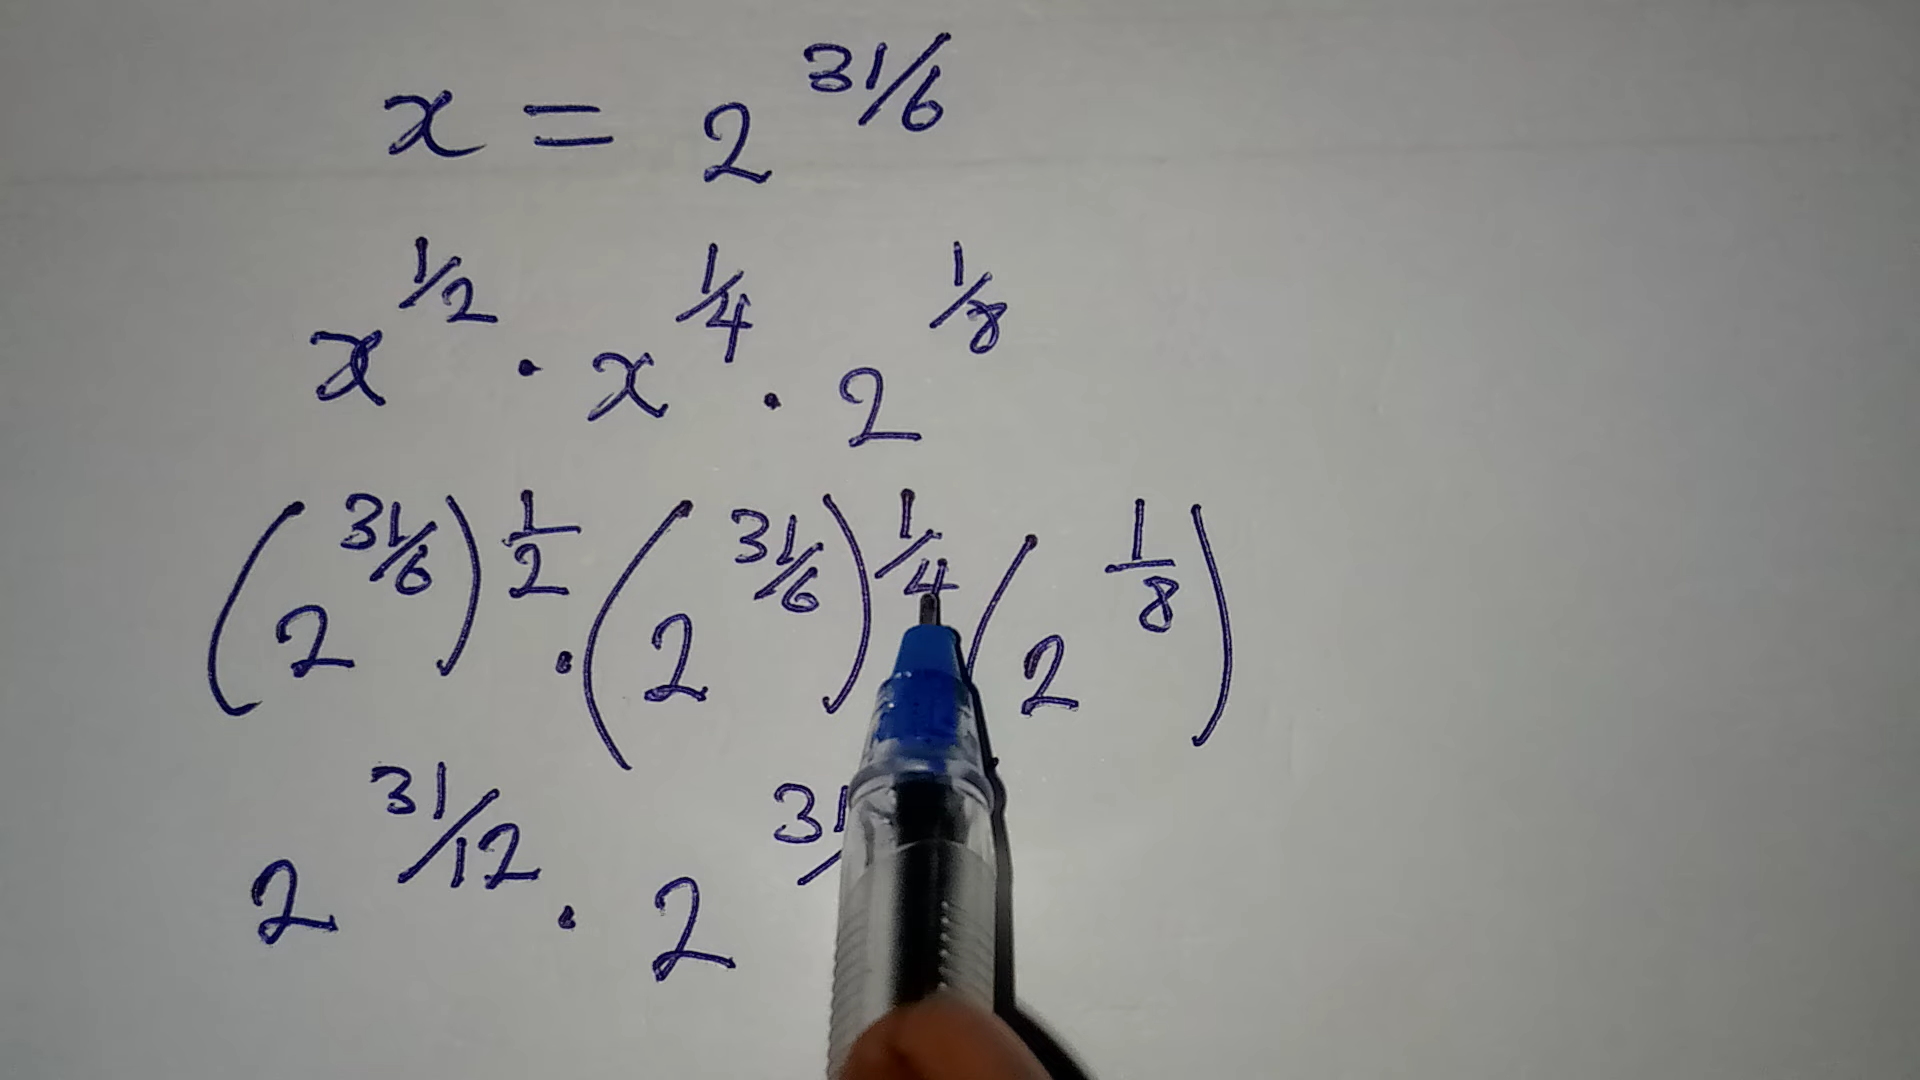 x = 2^31/6
x^1/2 · x^1/4 · 2^1/8
(2^31/6)^1/2 · (2^31/6)^1/4 (2^1/8)
2^31/12 · 2^31/